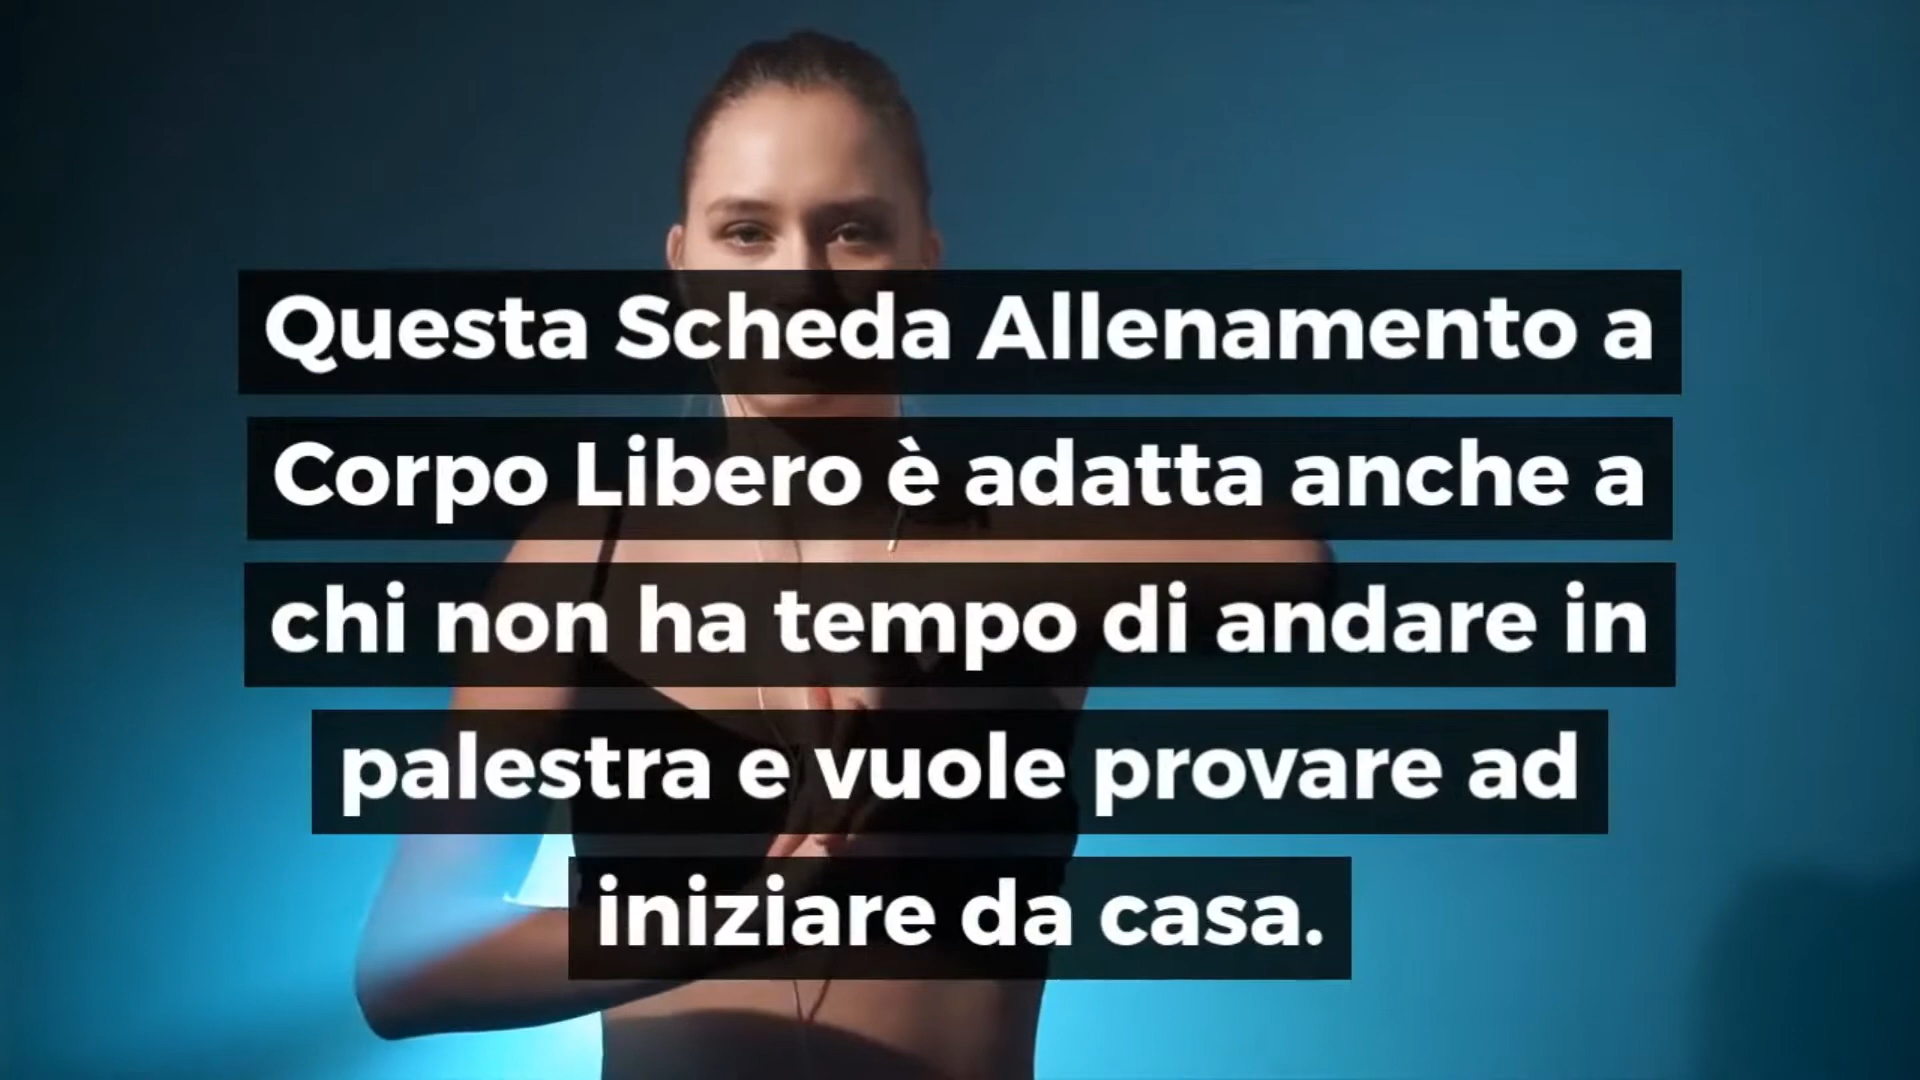 Questa Scheda Allenamento a
Corpo Libero è adatta anche a
chi non ha tempo di andare in
palestra e vuole provare ad
iniziare da casa.